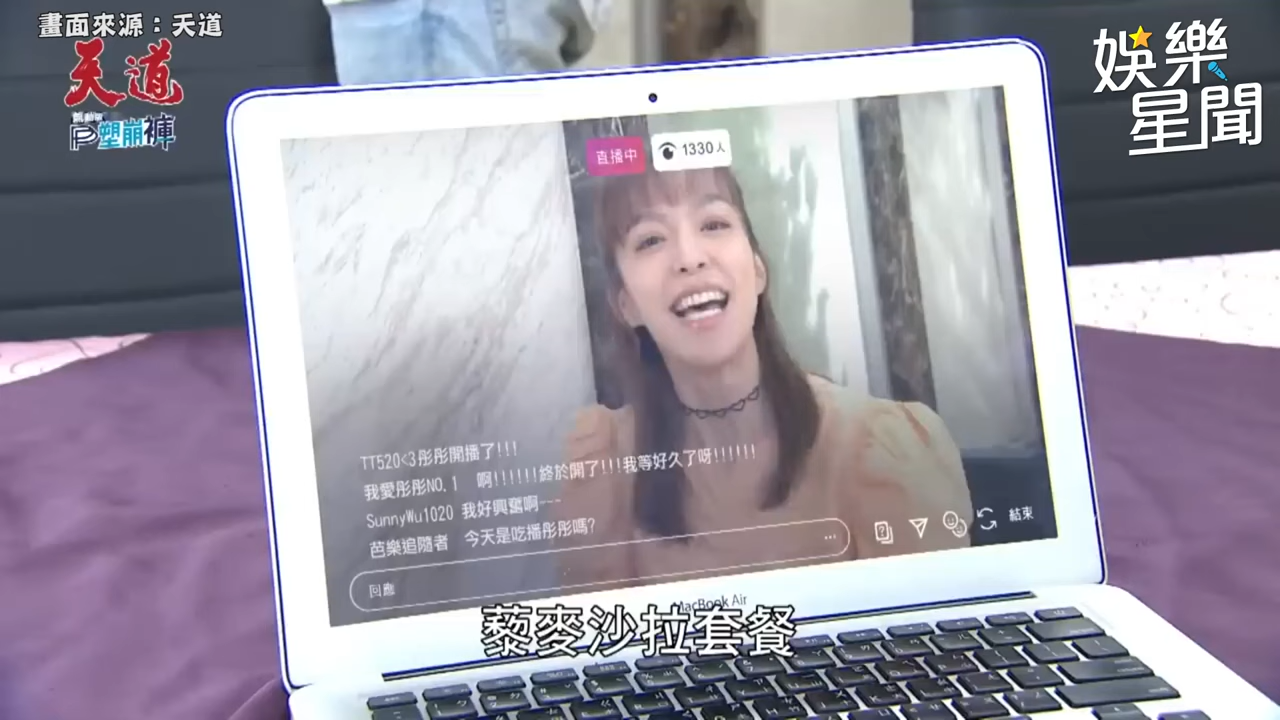 畫面來源：天道
天道
P塑崩褲
娛樂
星聞
直播中
1330人
TT520<3彤彤開播了!!!
我愛彤彤NO.1 啊!!!!!!終於開了!!!我等好久了呀!!!!!!
SunnyWu1020 我好興奮啊~~~
芭樂追隨者 今天是吃播彤彤嗎?
回應
結束
MacBook Air
藜麥沙拉套餐